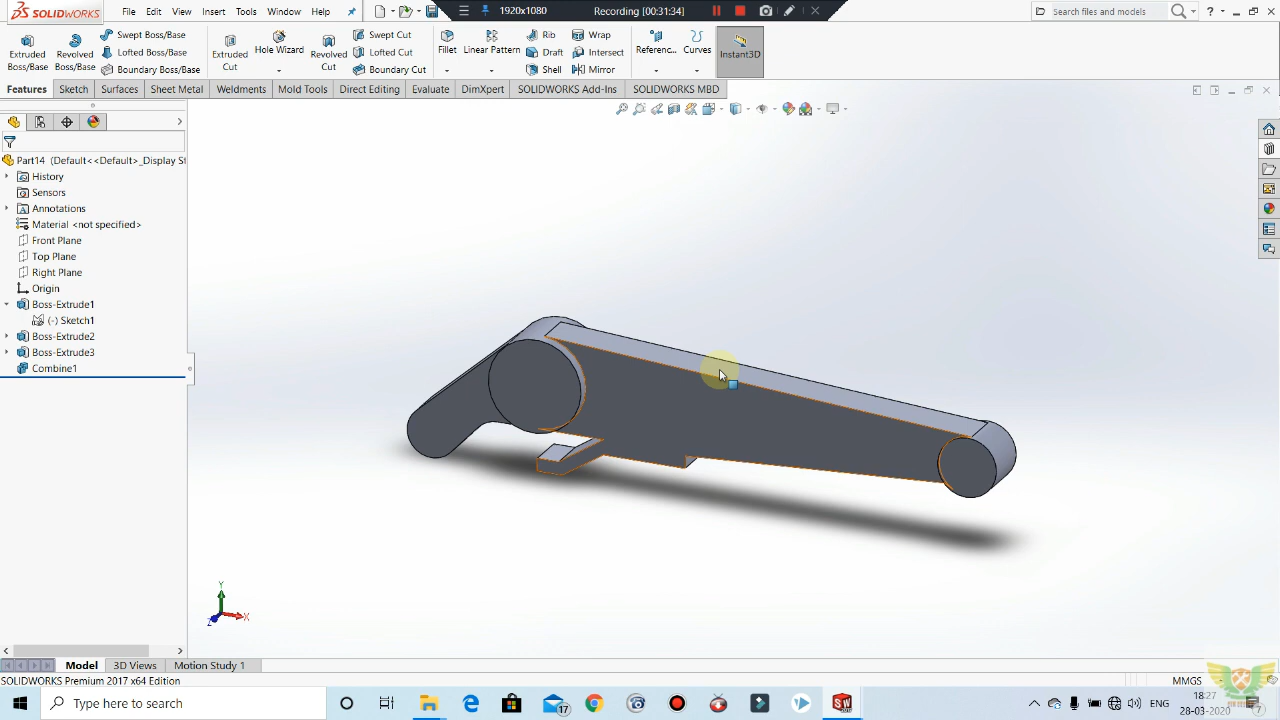 SOLIDWORKS
File Edit View Insert Tools Window Help
1920x1080 Recording [00:31:34]
search files and models
Extruded Boss/Base
Revolved Boss/Base
Swept Boss/Base
Lofted Boss/Base
Boundary Boss/Base
Extruded Cut
Hole Wizard
Revolved Cut
Swept Cut
Lofted Cut
Boundary Cut
Fillet
Linear Pattern
Rib
Draft
Shell
Wrap
Intersect
Mirror
Referenc...
Curves
Instant3D
Features Sketch Surfaces Sheet Metal Weldments Mold Tools Direct Editing Evaluate DimXpert SOLIDWORKS Add-Ins SOLIDWORKS MBD
Part14 (Default<<Default>_Display St
History
Sensors
Annotations
Material <not specified>
Front Plane
Top Plane
Right Plane
Origin
Boss-Extrude1
(-) Sketch1
Boss-Extrude2
Boss-Extrude3
Combine1
Y
X
Z
Model 3D Views Motion Study 1
SOLIDWORKS Premium 2017 x64 Edition
MMGS
Type here to search
17
ENG
18:27
28-03-2020
7